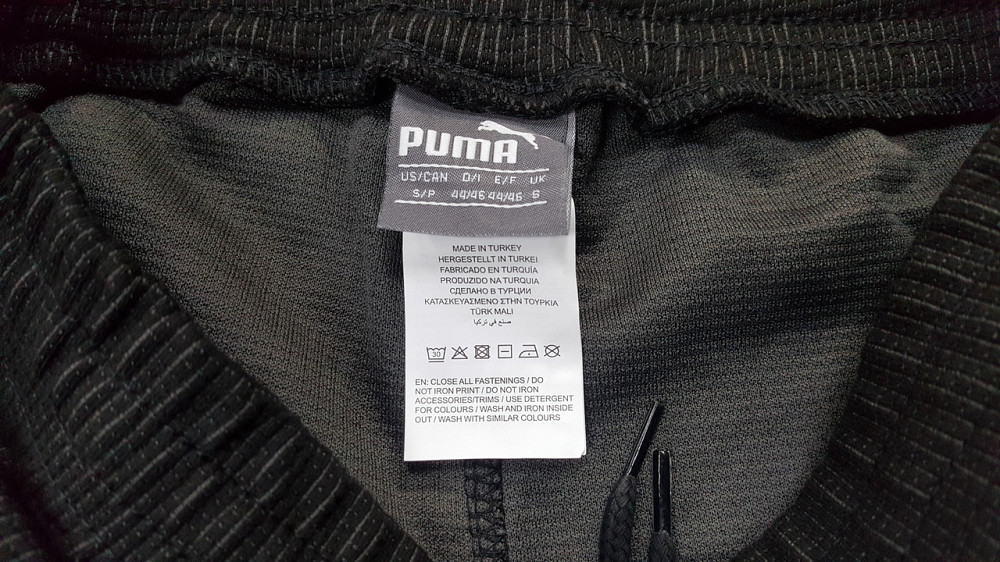 PUMA
US/CAN D/I E/F UK
S/P 44/46 44/46 S
MADE IN TURKEY
HERGESTELLT IN TURKEI
FABRICADO EN TURQUÍA
PRODUZIDO NA TURQUIA
СДЕЛАНО В ТУРЦИИ
ΚΑΤΑΣΚΕΥΑΣΜΕΝΟ ΣΤΗΝ ΤΟΥΡΚΙΑ
TÜRK MALI
صنع في تركيا
30
EN: CLOSE ALL FASTENINGS / DO
NOT IRON PRINT / DO NOT IRON
ACCESSORIES/TRIMS / USE DETERGENT
FOR COLOURS / WASH AND IRON INSIDE
OUT / WASH WITH SIMILAR COLOURS